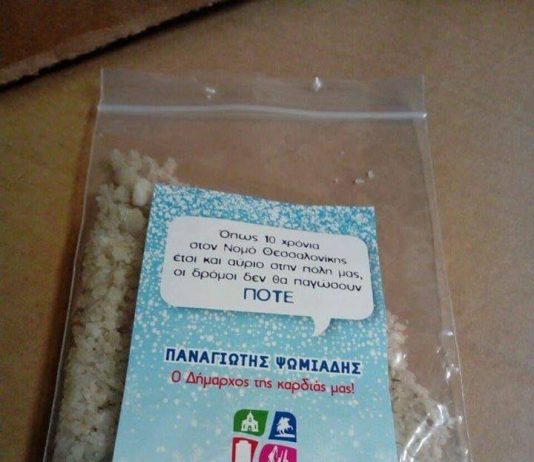 Όπως 10 χρόνια
στον Νομό Θεσσαλονίκης
έτσι και αύριο στην πόλη μας,
οι δρόμοι δεν θα παγώσουν
ΠΟΤΕ
ΠΑΝΑΓΙΩΤΗΣ ΨΩΜΙΑΔΗΣ
Ο Δήμαρχος της καρδιάς μας!